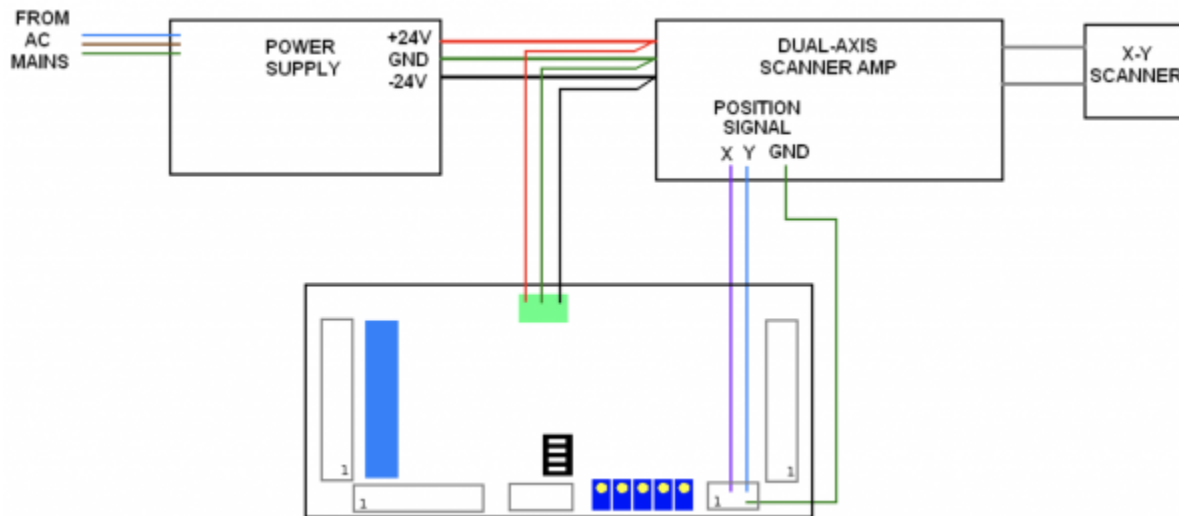 FROM
AC
MAINS
POWER
SUPPLY
+24V
GND
-24V
DUAL-AXIS
SCANNER AMP
POSITION
SIGNAL
X Y GND
X-Y
SCANNER
1
1
1
1